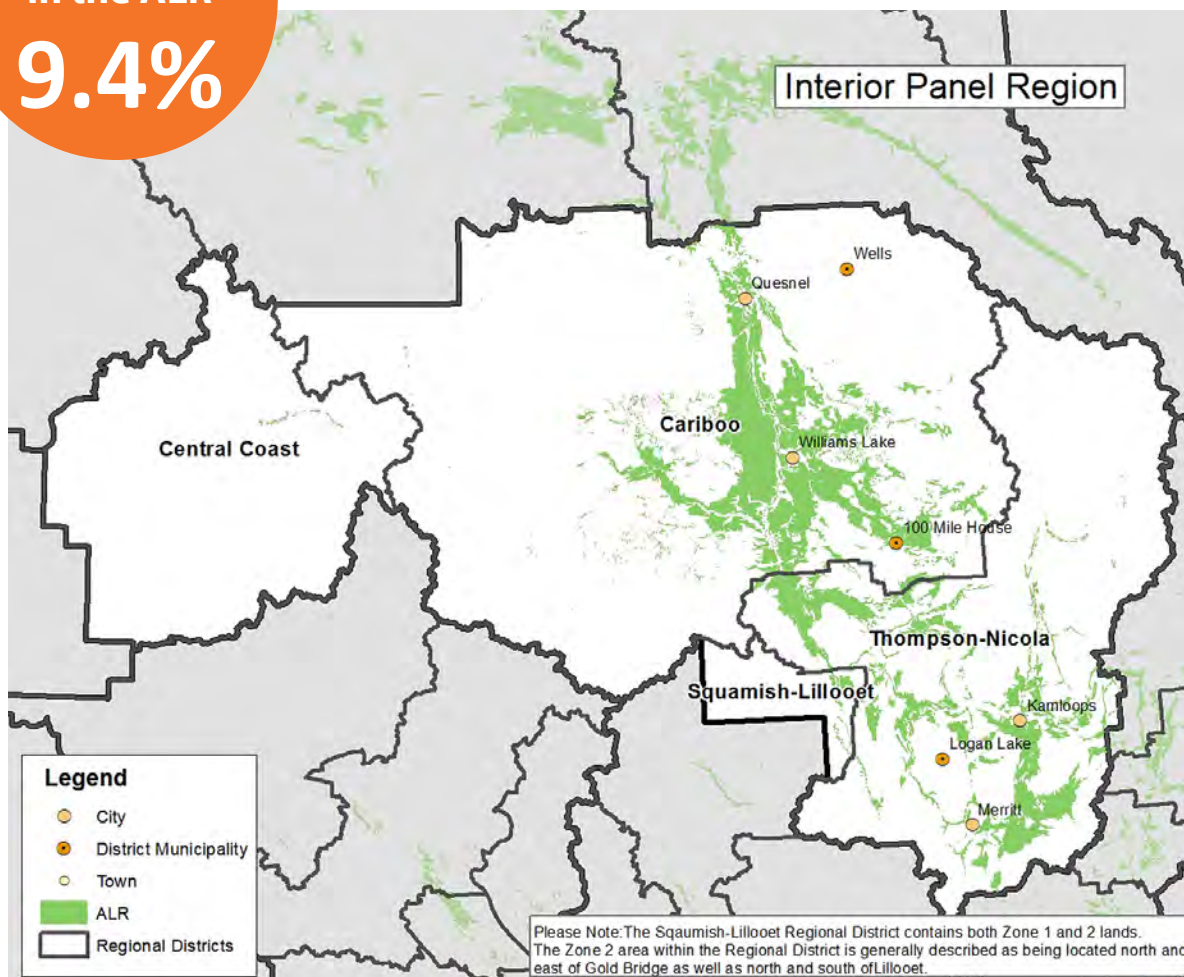 in the ALR
9.4%
Interior Panel Region
Wells
Quesnel
Cariboo
Central Coast
Williams Lake
100 Mile House
Thompson-Nicola
Squamish-Lillooet
Kamloops
Logan Lake
Merritt
Legend
City
District Municipality
Town
ALR
Regional Districts
Please Note:The Sqaumish-Lillooet Regional District contains both Zone 1 and 2 lands.
The Zone 2 area within the Regional District is generally described as being located north and
east of Gold Bridge as well as north and south ofLillooet.